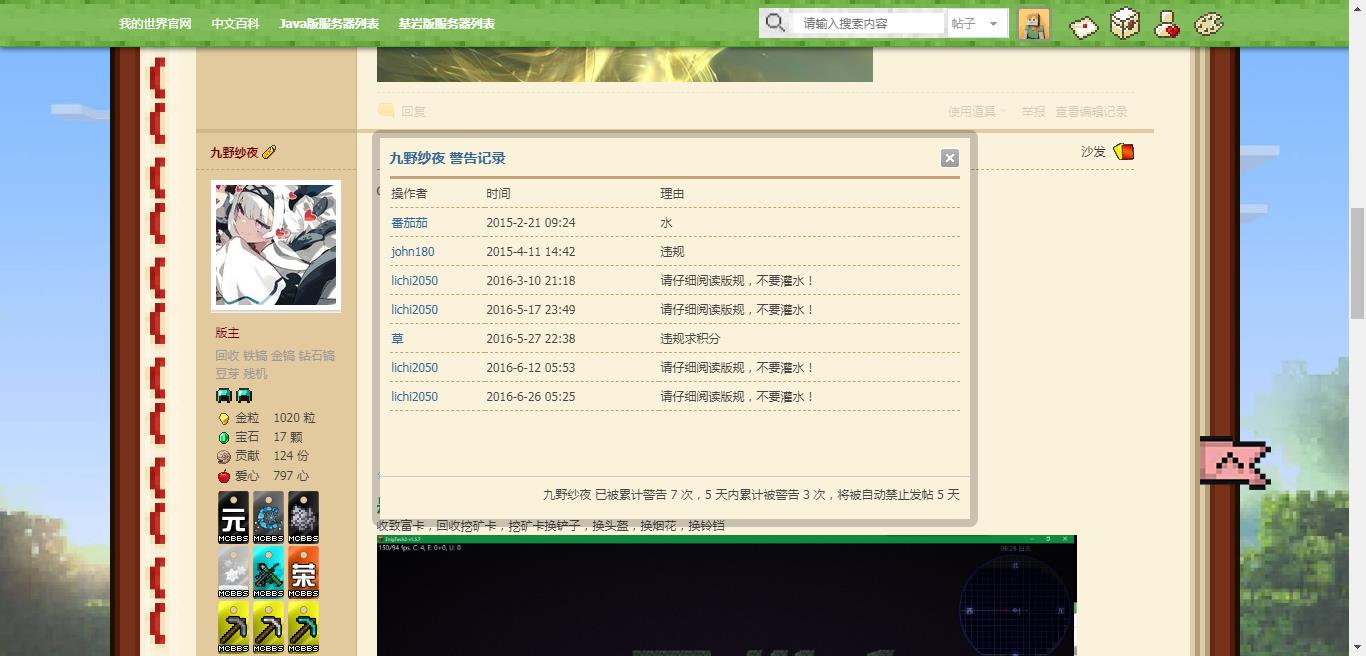 我的世界官网 中文百科 Java版服务器列表 基岩版服务器列表 请输入搜索内容 帖子
回复 使用道具 举报 查看编辑记录
九野纱夜 沙发
九野纱夜 警告记录
操作者 时间 理由
番茄茄 2015-2-21 09:24 水
john180 2015-4-11 14:42 违规
lichi2050 2016-3-10 21:18 请仔细阅读版规，不要灌水！
lichi2050 2016-5-17 23:49 请仔细阅读版规，不要灌水！
草 2016-5-27 22:38 违规求积分
lichi2050 2016-6-12 05:53 请仔细阅读版规，不要灌水！
lichi2050 2016-6-26 05:25 请仔细阅读版规，不要灌水！
九野纱夜 已被累计警告 7 次，5 天内累计被警告 3 次，将被自动禁止发帖 5 天
版主
回收 铁镐 金镐 钻石镐
豆芽 残机
金粒 1020 粒
宝石 17 颗
贡献 124 份
爱心 797 心
元
MCBBS MCBBS MCBBS
荣
MCBBS MCBBS MCBBS
MCBBS MCBBS MCBBS
收致富卡，回收挖矿卡，挖矿卡换铲子，换头盔，换烟花，换铃铛
150/94 fps, C: 4, E: 0+0, U: 0
06:28 白天
北
西